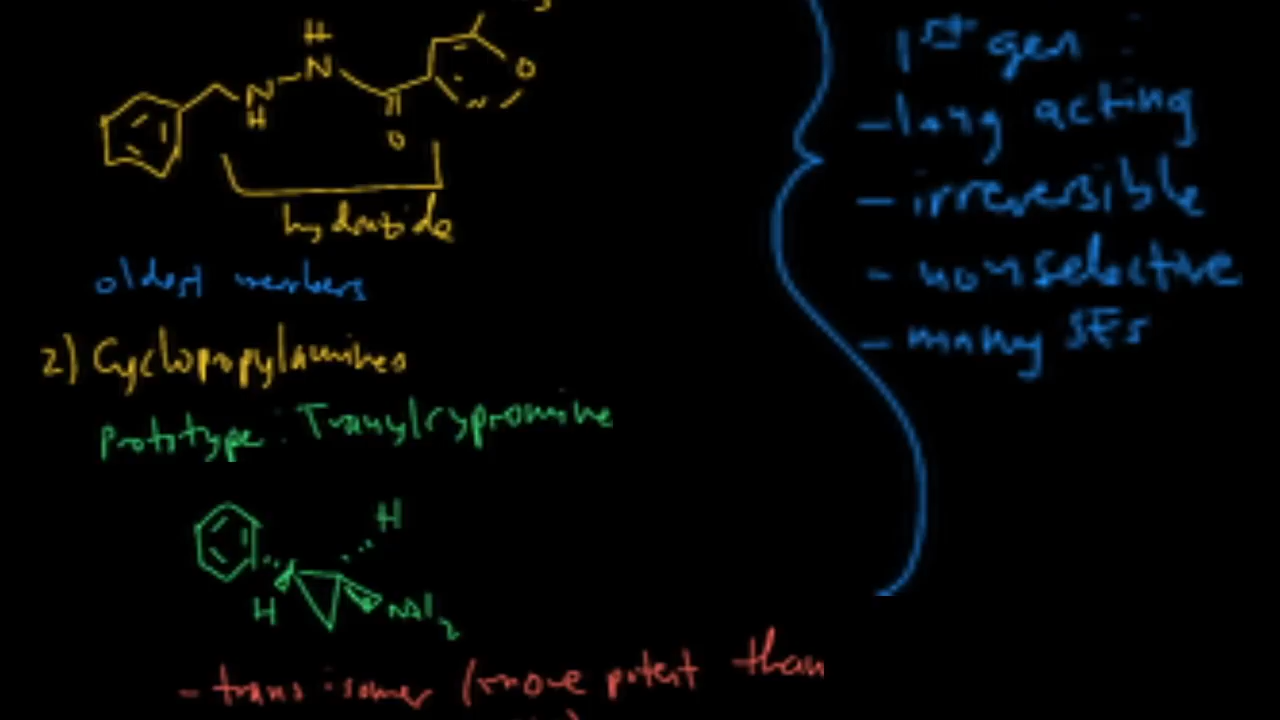 H
N
N
H
O
O
N
hydrazide
oldest members
2) Cyclopropylamines
Prototype: Tranylcypromine
H
H
NH2
- trans isomer (more potent than
1st gen :
- long acting
- irreversible
- nonselective
- many SEs